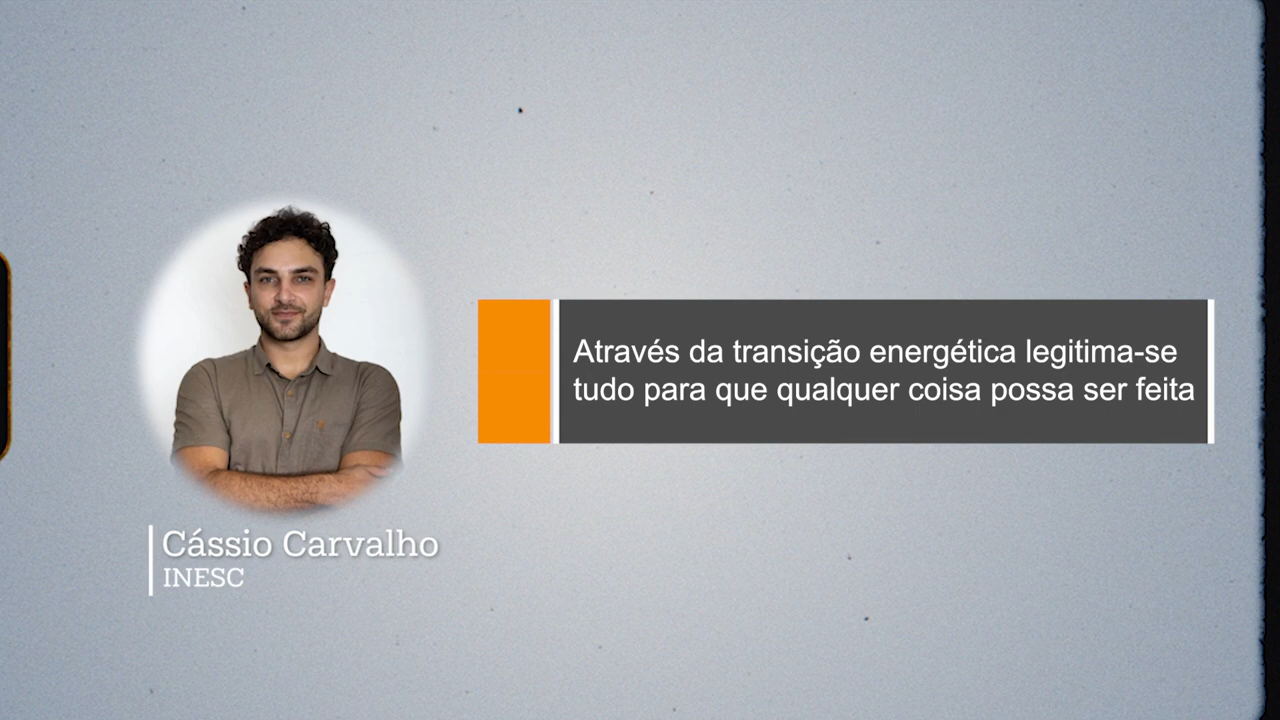 Através da transição energética legitima-se
tudo para que qualquer coisa possa ser feita
Cássio Carvalho
INESC